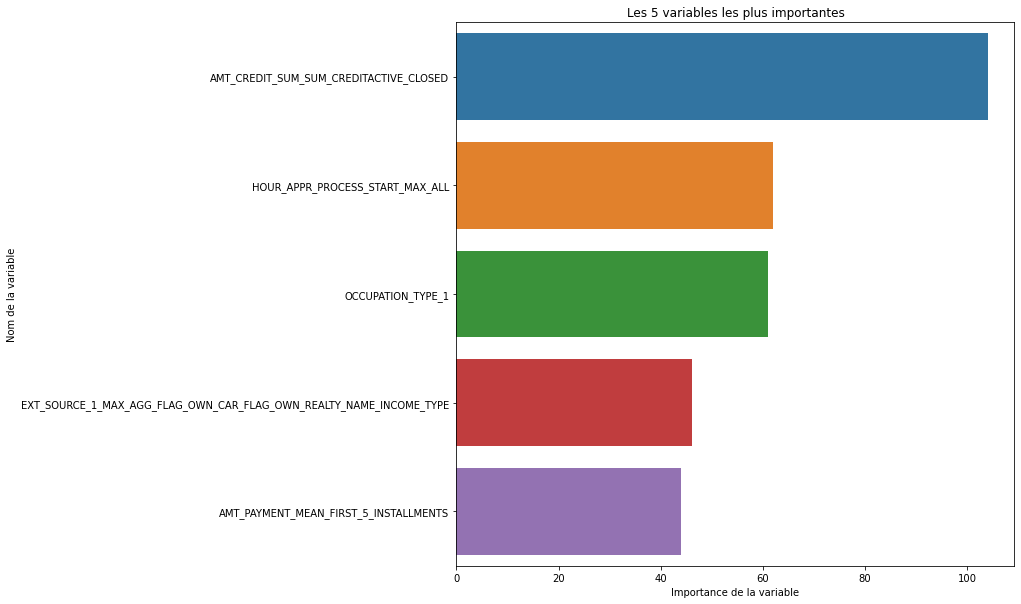 Les 5 variables les plus importantes
Nom de la variable
AMT_CREDIT_SUM_SUM_CREDITACTIVE_CLOSED
HOUR_APPR_PROCESS_START_MAX_ALL
OCCUPATION_TYPE_1
EXT_SOURCE_1_MAX_AGG_FLAG_OWN_CAR_FLAG_OWN_REALTY_NAME_INCOME_TYPE
AMT_PAYMENT_MEAN_FIRST_5_INSTALLMENTS
0 20 40 60 80 100
Importance de la variable